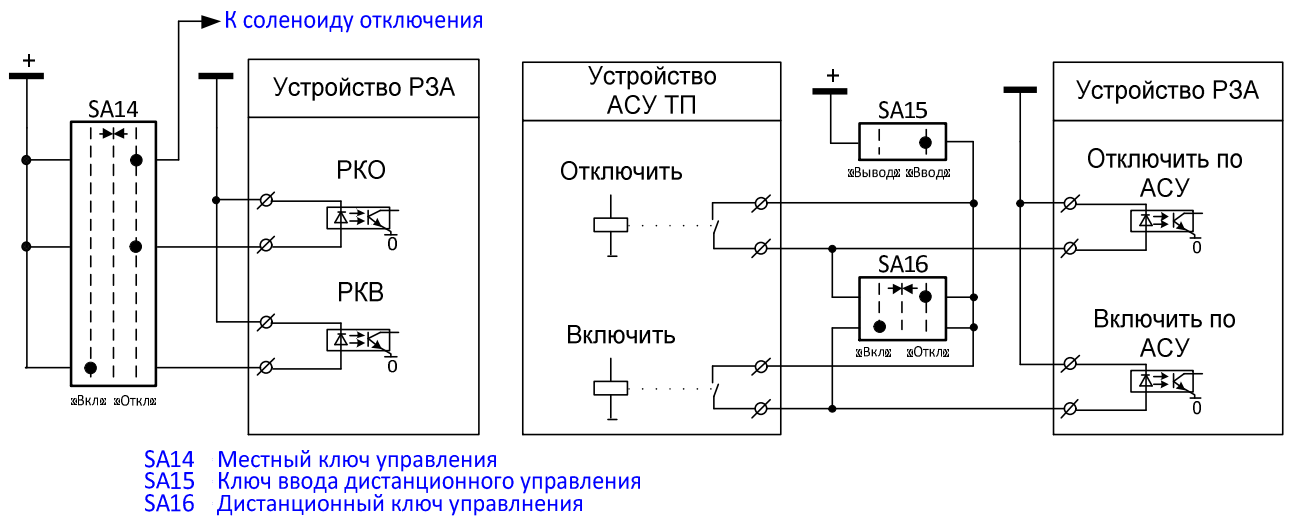 К соленоиду отключения
+
SA14
«Вкл» «Откл»
Устройство РЗА
РКО
0
РКВ
0
Устройство
АСУ ТП
Отключить
Включить
+
SA15
«Вывод» «Ввод»
SA16
«Вкл» «Откл»
Устройство РЗА
Отключить по
АСУ
0
Включить по
АСУ
0
SA14 Местный ключ управления
SA15 Ключ ввода дистанционного управления
SA16 Дистанционный ключ управлнения